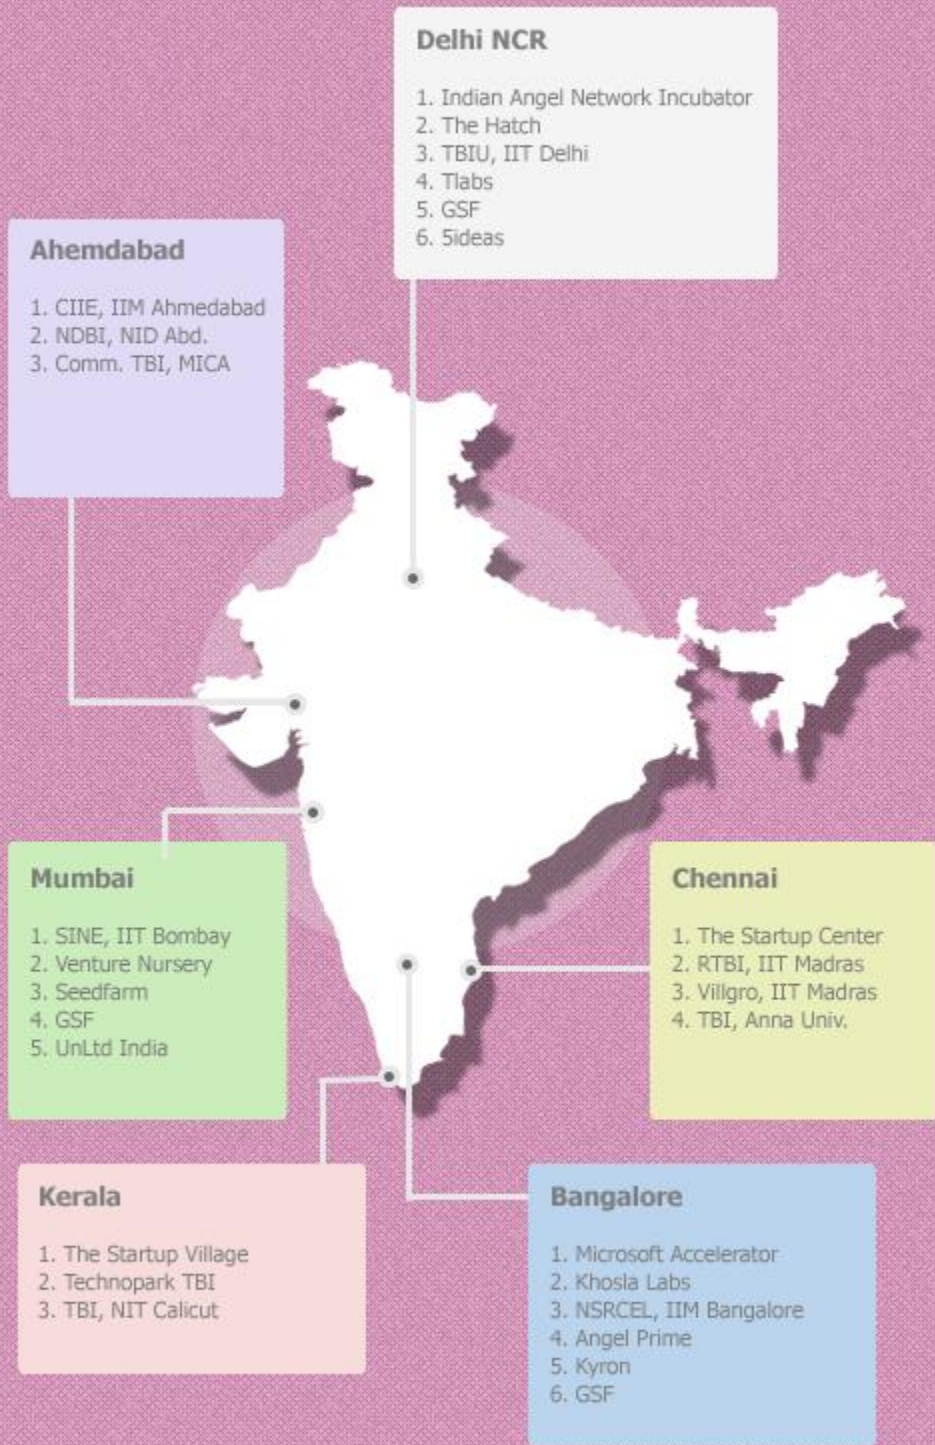 Delhi NCR
1. Indian Angel Network Incubator
2. The Hatch
3. TBIU, IIT Delhi
4. Tlabs
5. GSF
6. 5ideas
Ahemdabad
1. CIIE, IIM Ahmedabad
2. NDBI, NID Abd.
3. Comm. TBI, MICA
Mumbai
1. SINE, IIT Bombay
2. Venture Nursery
3. Seedfarm
4. GSF
5. UnLtd India
Chennai
1. The Startup Center
2. RTBI, IIT Madras
3. Villgro, IIT Madras
4. TBI, Anna Univ.
Kerala
1. The Startup Village
2. Technopark TBI
3. TBI, NIT Calicut
Bangalore
1. Microsoft Accelerator
2. Khosla Labs
3. NSRCEL, IIM Bangalore
4. Angel Prime
5. Kyron
6. GSF